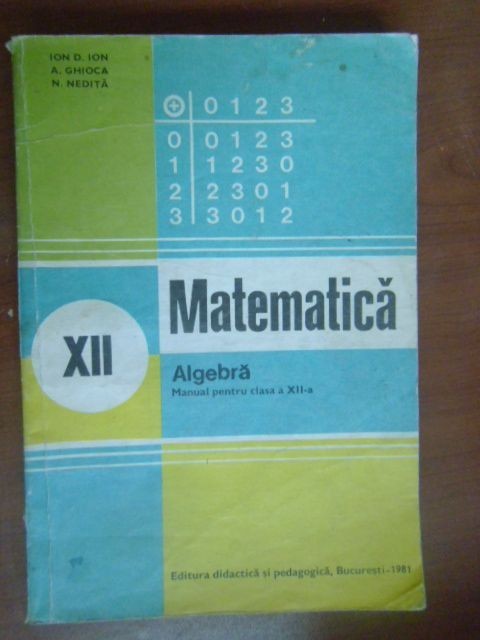 ION D. ION
A. GHIOCA
N. NEDIȚĂ
⊕ 0 1 2 3
0 0 1 2 3
1 1 2 3 0
2 2 3 0 1
3 3 0 1 2
Matematică
XII
Algebră
Manual pentru clasa a XII-a
Editura didactică și pedagogică, București-1981